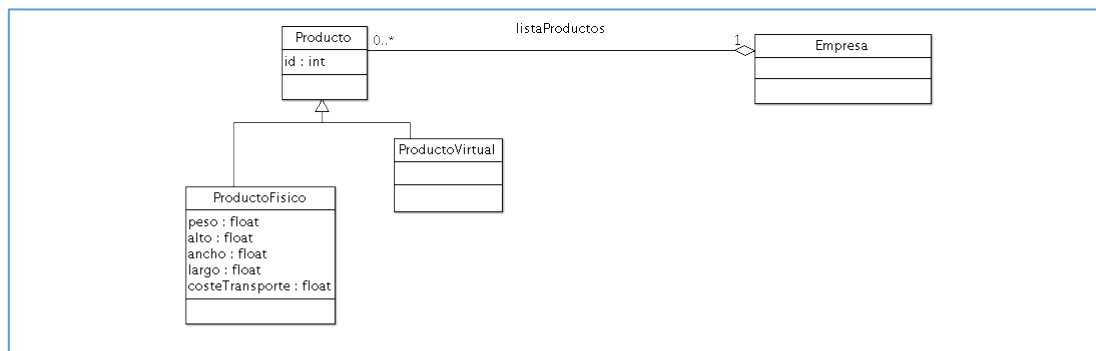 listaProductos
Producto
0..*
1
Empresa
id : int
ProductoVirtual
ProductoFisico
peso : float
alto : float
ancho : float
largo : float
costeTransporte : float